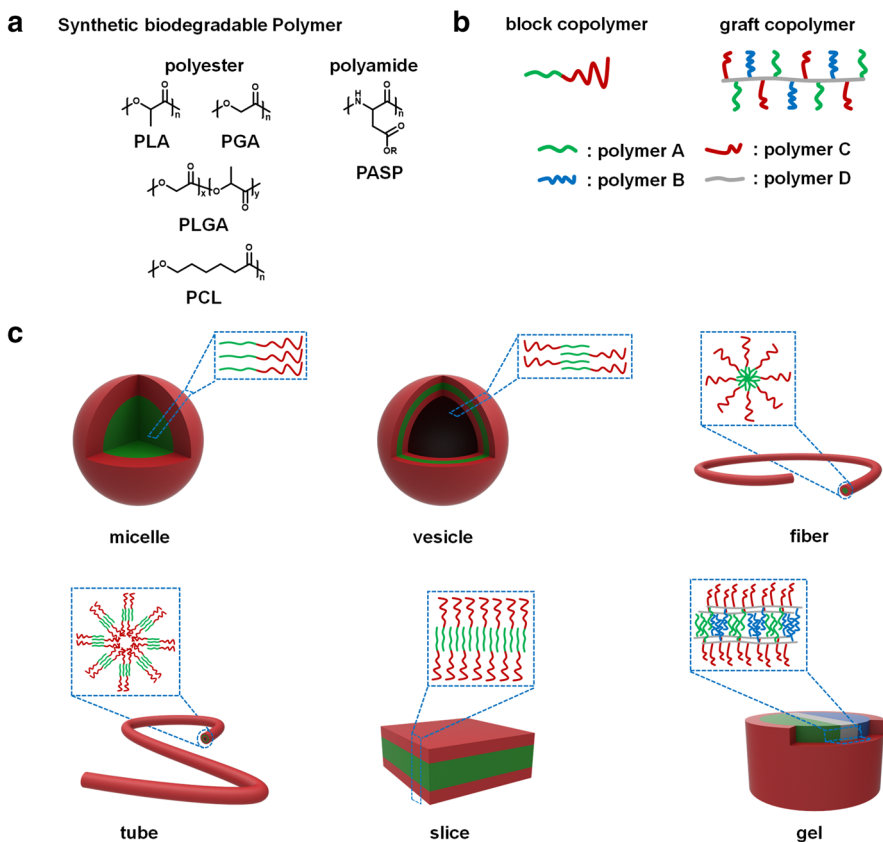 a
Synthetic biodegradable Polymer
polyester
polyamide
O
O
n
PLA
O
O
n
PGA
H
N
O
n
O
OR
PASP
O
O
x
O
O
y
PLGA
O
O
n
PCL
b
block copolymer
graft copolymer
: polymer A
: polymer C
: polymer B
: polymer D
c
micelle
vesicle
fiber
tube
slice
gel